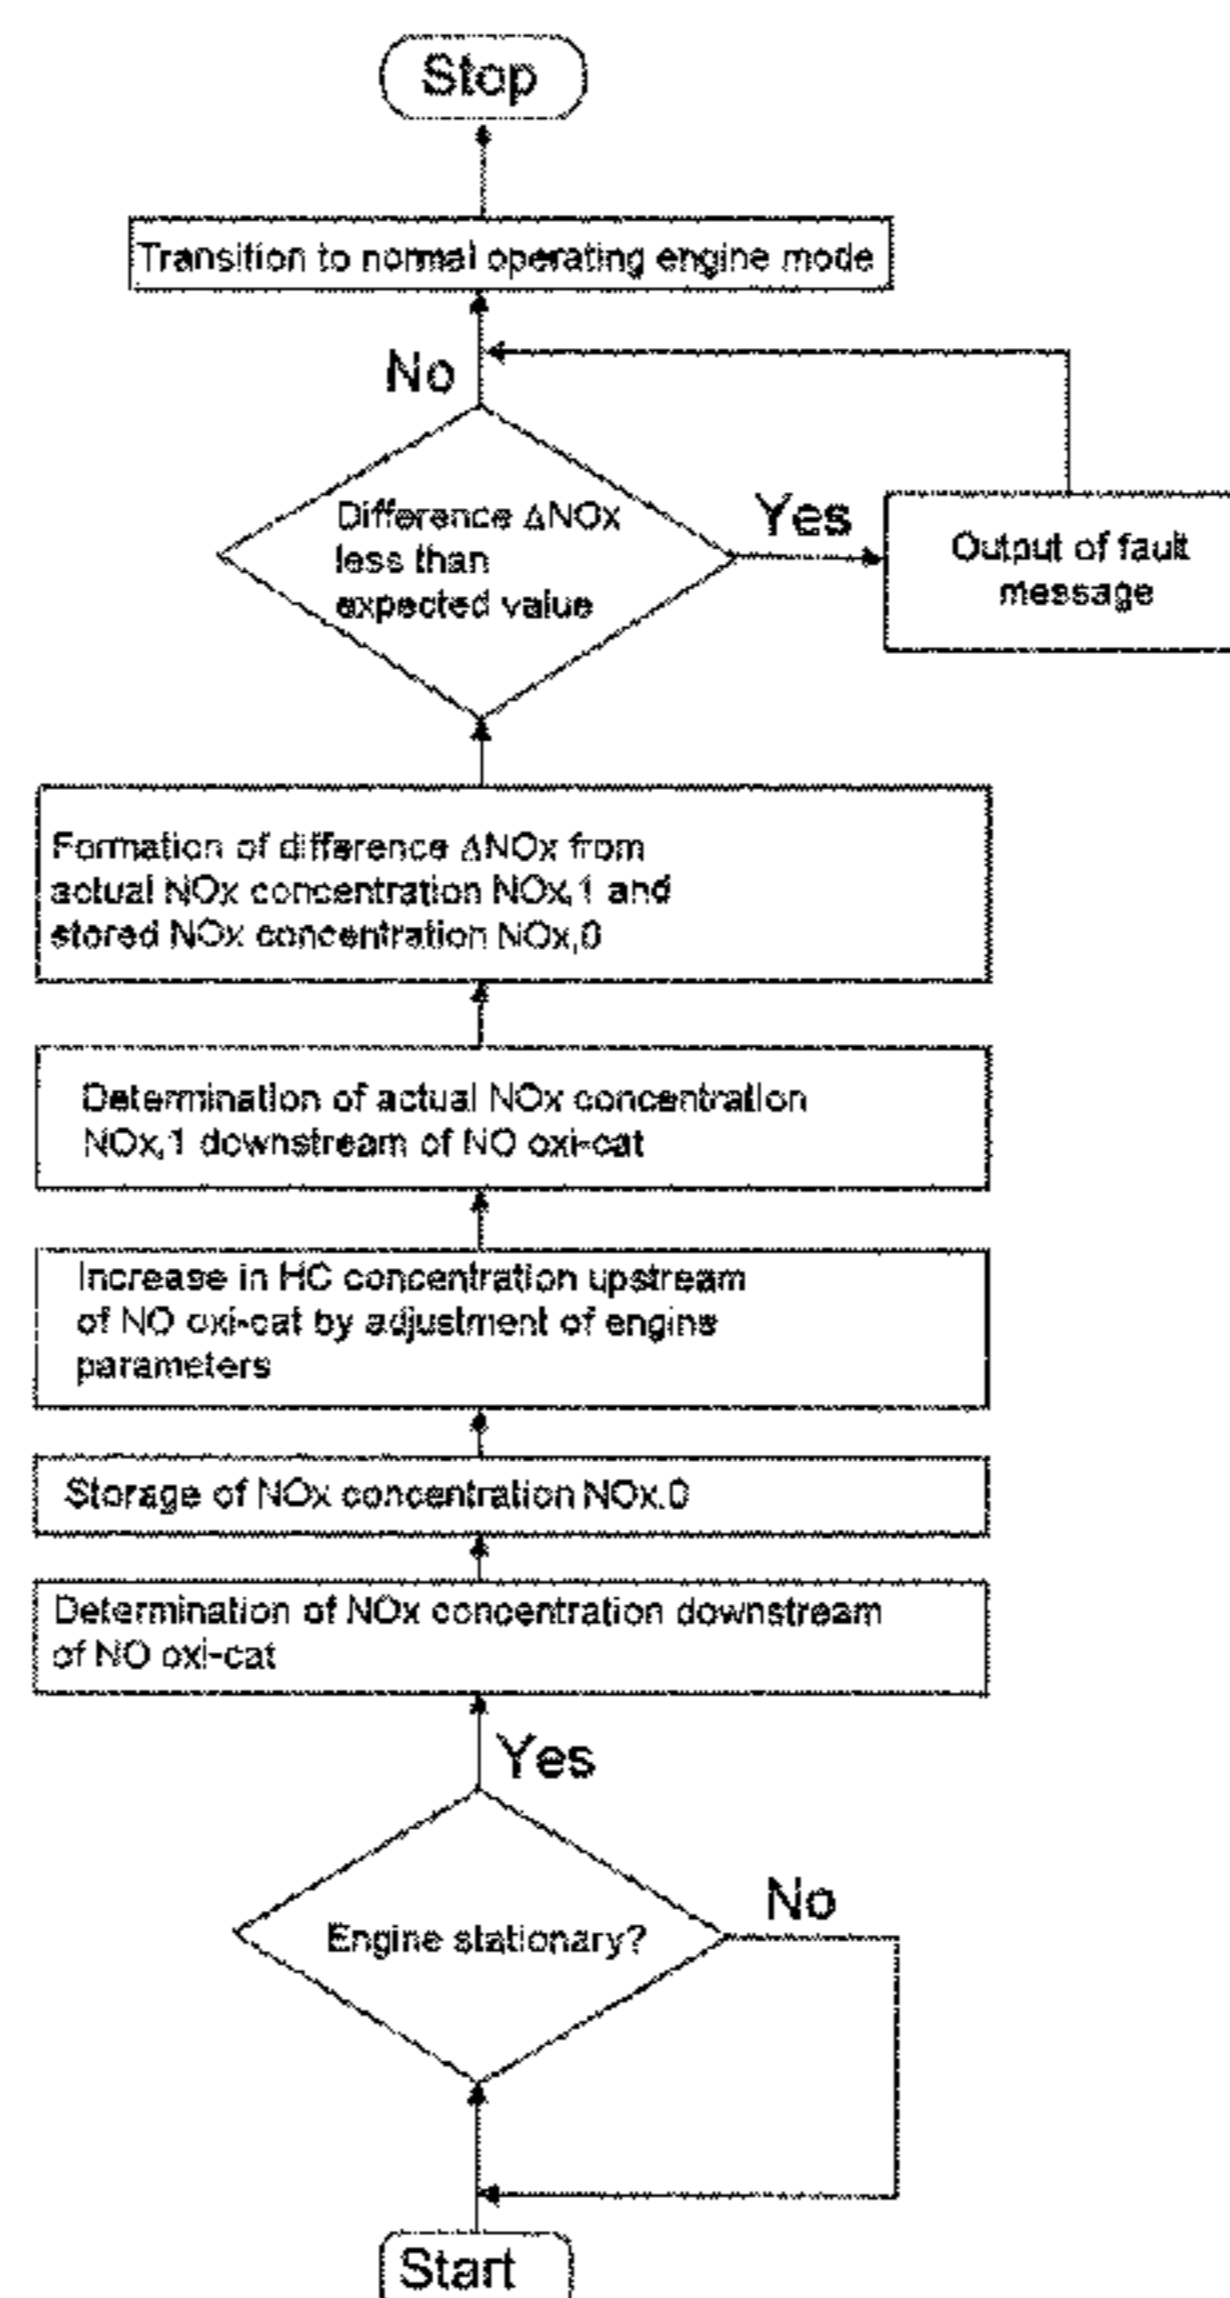 Stop
Transition to normal operating engine mode
No
Difference ΔNOx
less than
expected value
Yes
Output of fault
message
Formation of difference ΔNOx from
actual NOx concentration NOx,1 and
stored NOx concentration NOx,0
Determination of actual NOx concentration
NOx,1 downstream of NO oxi-cat
Increase in HC concentration upstream
of NO oxi-cat by adjustment of engine
parameters
Storage of NOx concentration NOx,0
Determination of NOx concentration downstream
of NO oxi-cat
Yes
Engine stationary?
No
Start